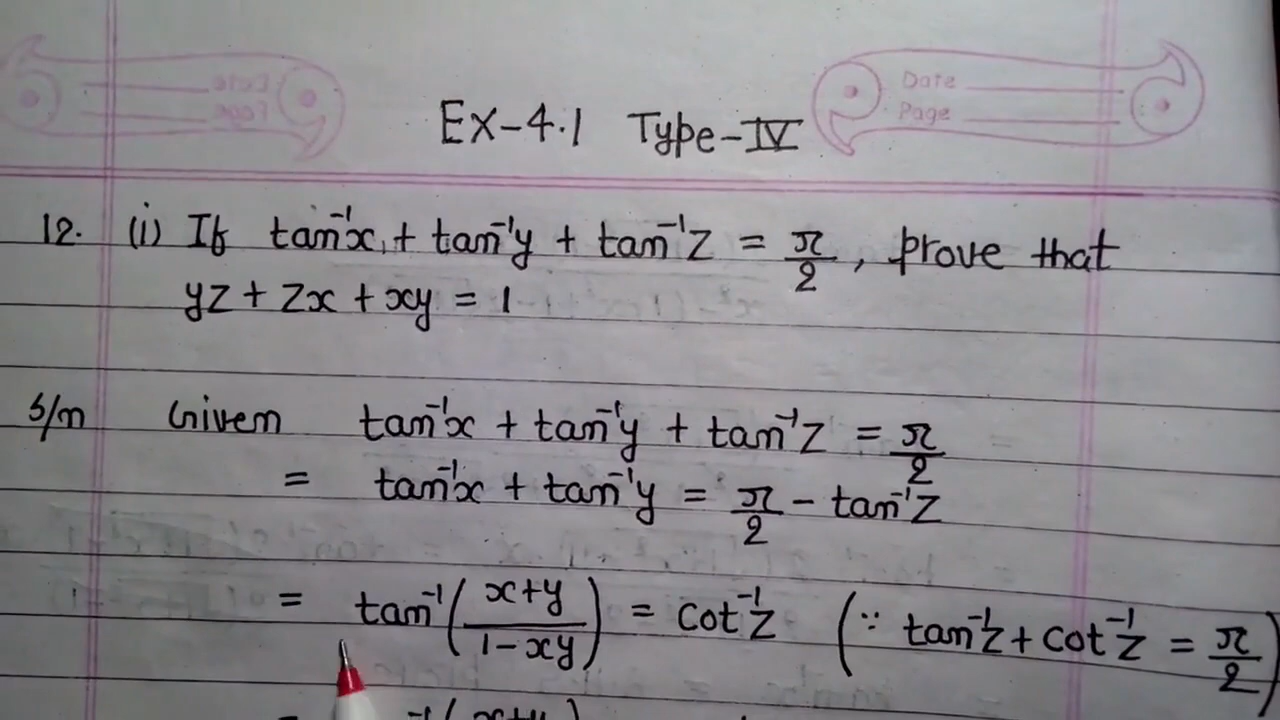 Date
Page
Ex-4.1 Type-IV
12. (i) If tan⁻¹x + tan⁻¹y + tan⁻¹z = π/2, prove that
yz + zx + xy = 1
S/n Given tan⁻¹x + tan⁻¹y + tan⁻¹z = π/2
= tan⁻¹x + tan⁻¹y = π/2 - tan⁻¹z
= tan⁻¹(x+y/1-xy) = cot⁻¹z (∵ tan⁻¹z + cot⁻¹z = π/2)